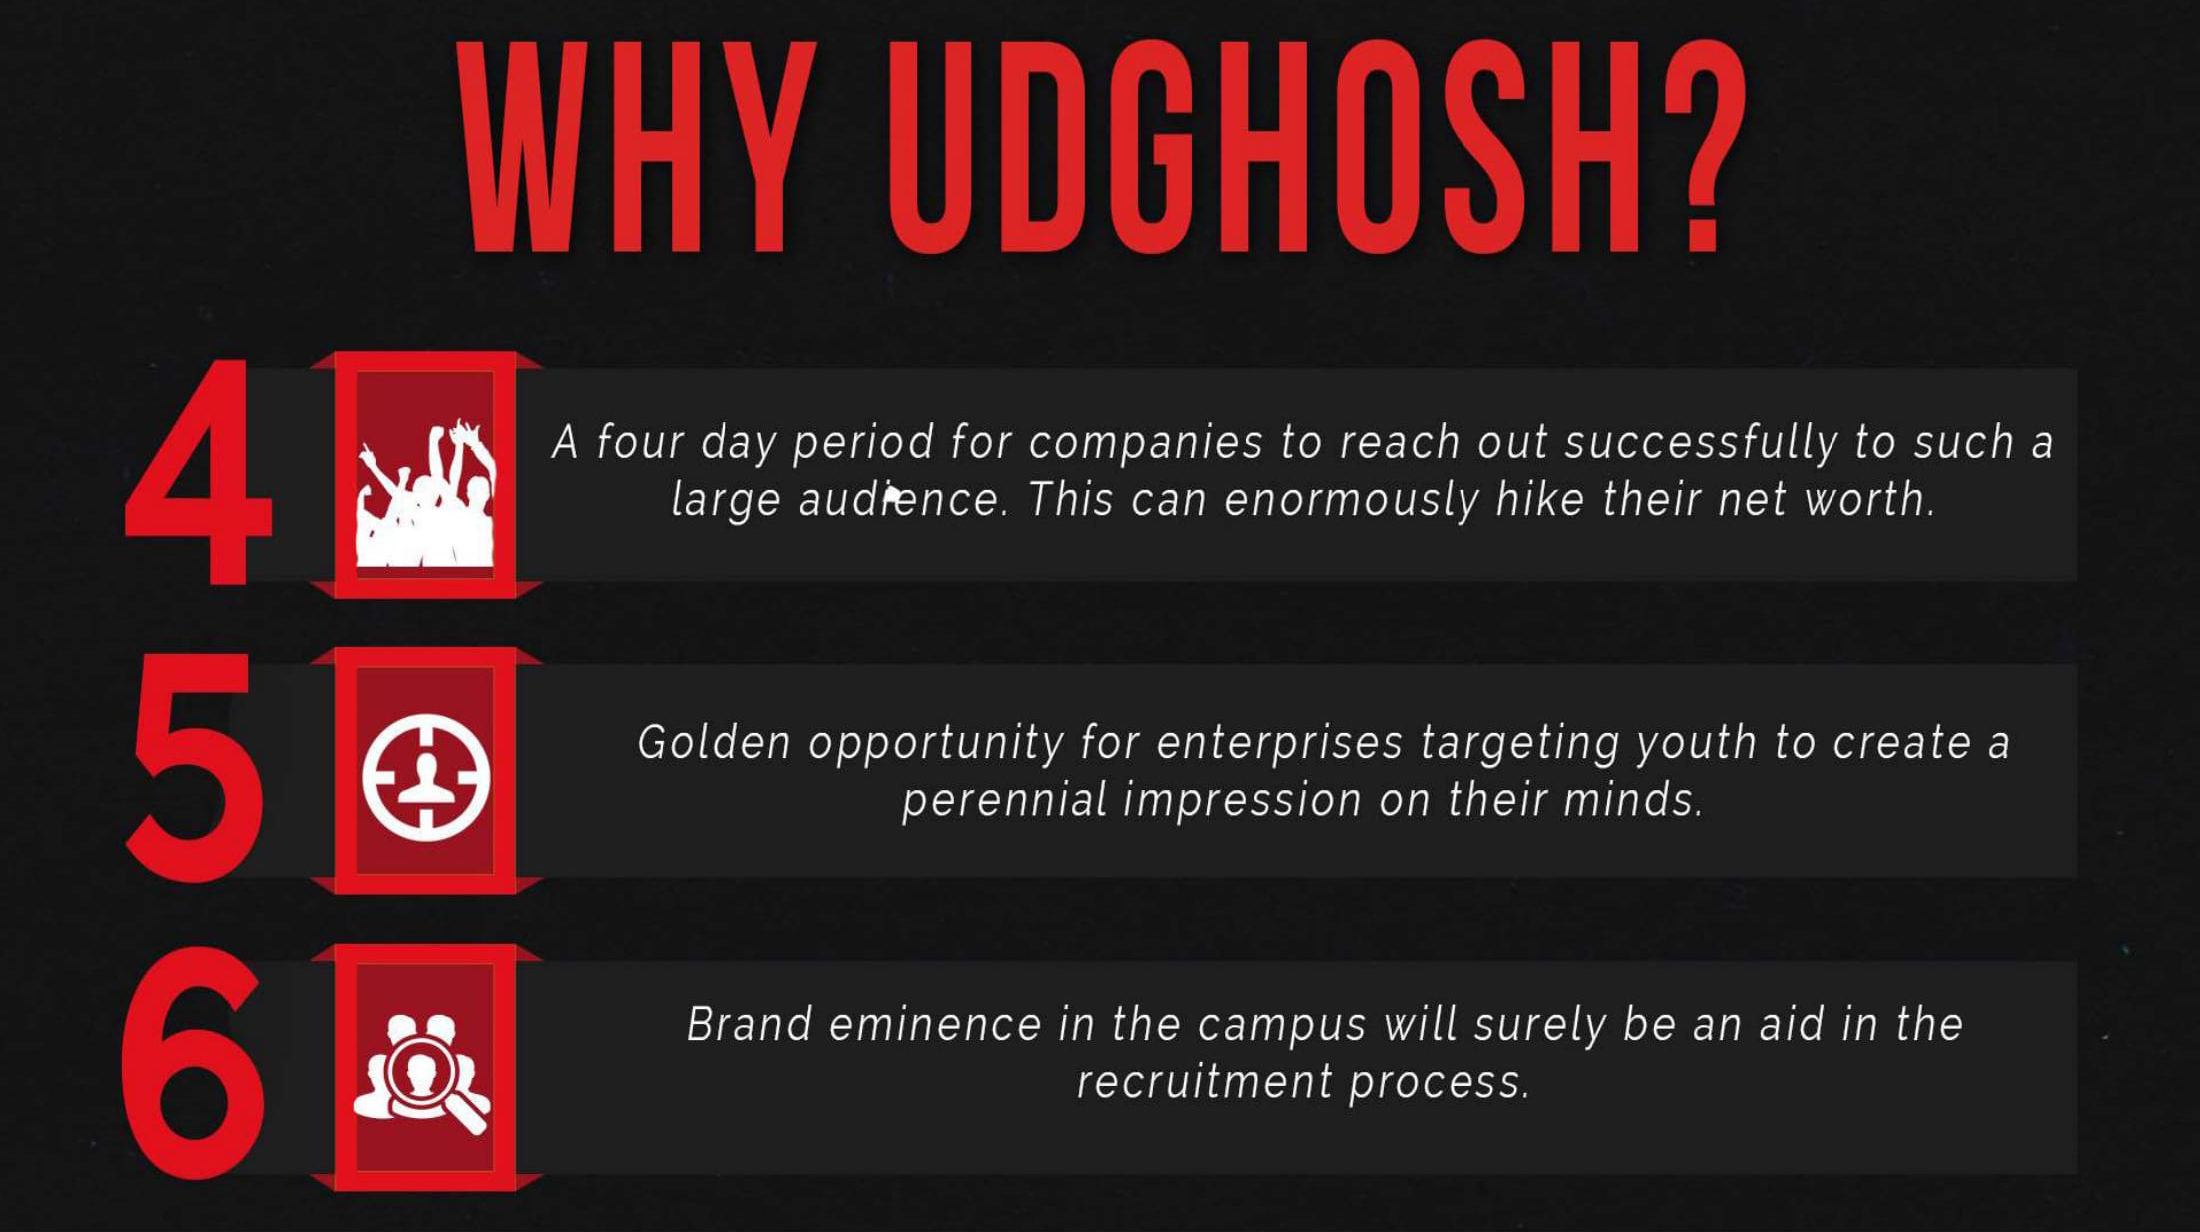 WHY UDGHOSH?
4
A four day period for companies to reach out successfully to such a
large audience. This can enormously hike their net worth.
5
Golden opportunity for enterprises targeting youth to create a
perennial impression on their minds.
6
Brand eminence in the campus will surely be an aid in the
recruitment process.